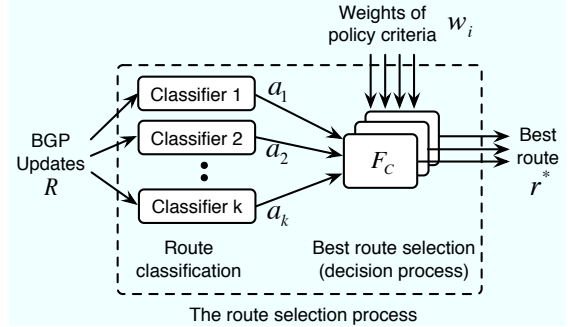 Weights of
policy criteria w_i
Classifier 1
a_1
Classifier 2
a_2
BGP
Updates
R
F_C
Best
route
r^*
Classifier k
a_k
Route
classification
Best route selection
(decision process)
The route selection process